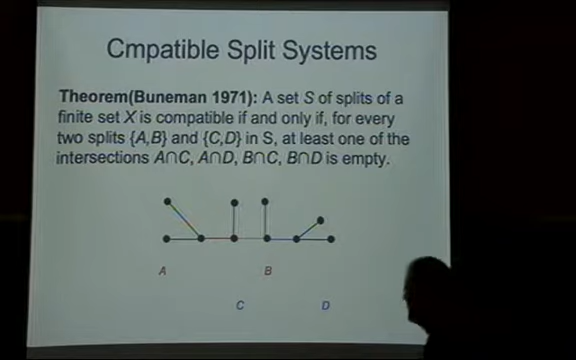 Cmpatible Split Systems
Theorem(Buneman 1971): A set S of splits of a
finite set X is compatible if and only if, for every
two splits {A,B} and {C,D} in S, at least one of the
intersections A∩C, A∩D, B∩C, B∩D is empty.
A B
C D